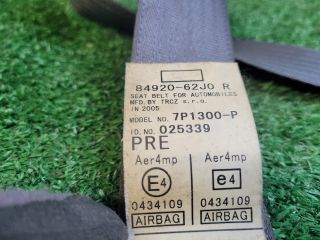 84920-62J0 R
SEAT BELT FOR AUTOMOBILES
MFD. BY TRCZ s.r.o.
IN 2005
MODEL NO. 7P1300-P
I.D. NO. 025339
PRE
Aer4mp Aer4mp
E4 e4
0434109 0434109
AIRBAG AIRBAG